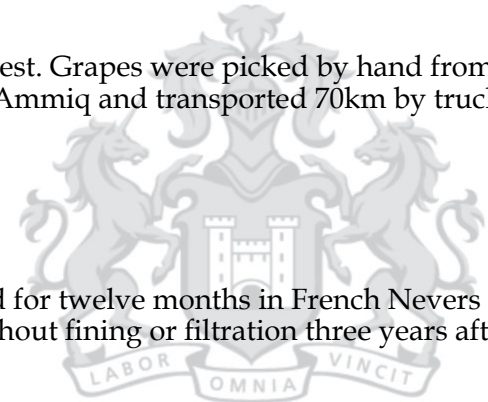 est. Grapes were picked by hand from
Ammiq and transported 70km by truc
d for twelve months in French Nevers
hout fining or filtration three years aft
LABOR OMNIA VINCIT